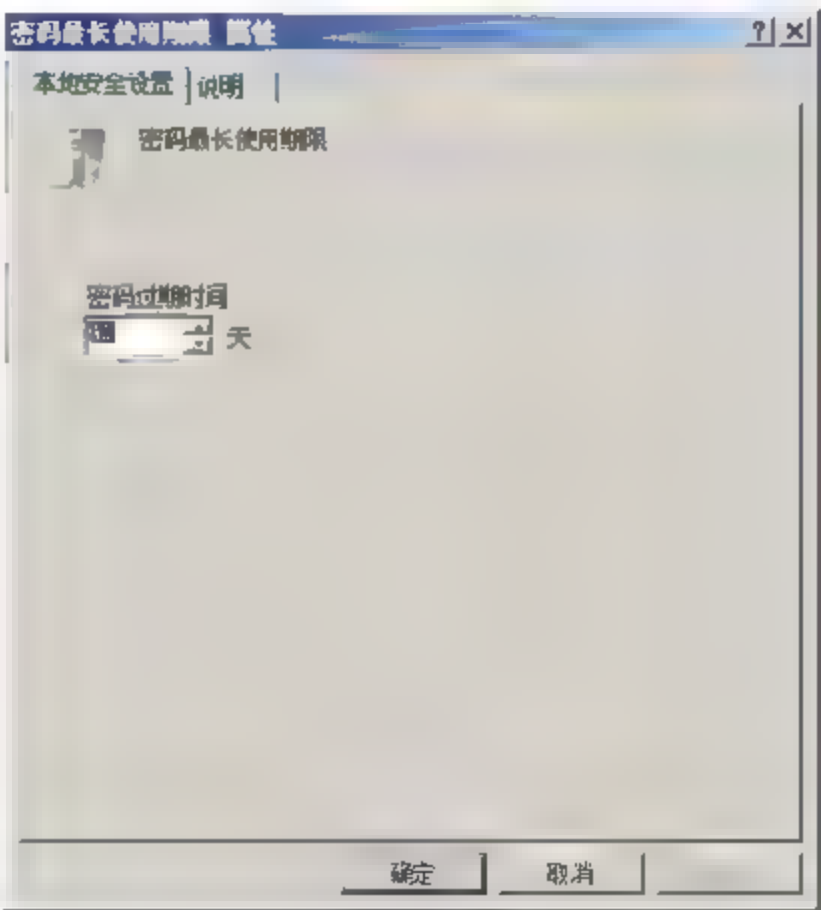 密码最长使用期限 属性
本地安全设置 说明
密码最长使用期限
密码过期时间
天
确定 取消